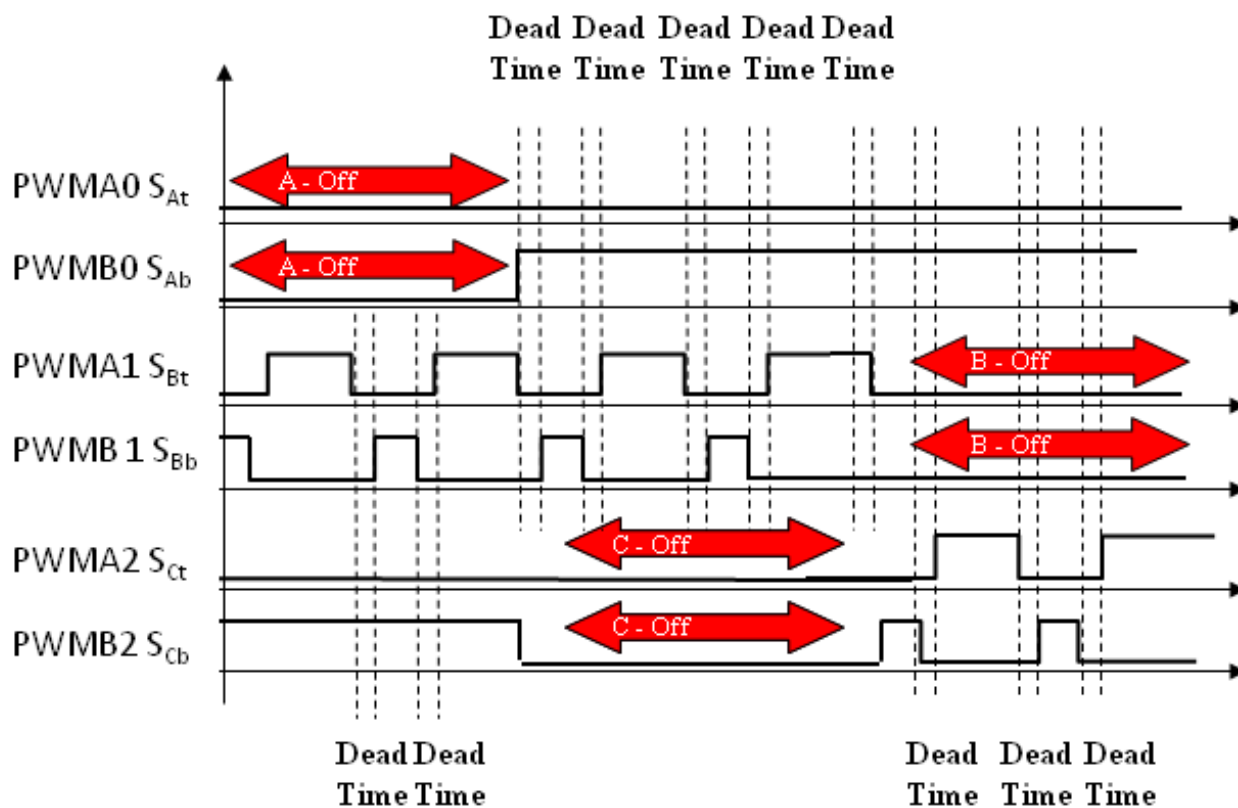 Dead Dead Dead Dead Dead
Time Time Time Time Time
PWMA0 SAt
A - Off
PWMB0 SAb
A - Off
PWMA1 SBt
B - Off
PWMB 1 SBb
B - Off
PWMA2 SCt
C - Off
PWMB2 SCb
C - Off
Dead Dead Dead Dead Dead
Time Time Time Time Time